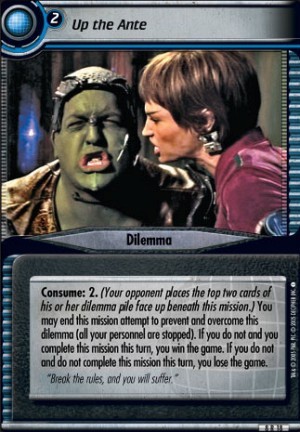 2
Up the Ante
Dilemma
Consume: 2. (Your opponent places the top two cards of
his or her dilemma pile face up beneath this mission.) You
may end this mission attempt to prevent and overcome this
dilemma (all your personnel are stopped). If you do not and you
complete this mission this turn, you win the game. If you do not
and do not complete this mission this turn, you lose the game.
"Break the rules, and you will suffer."